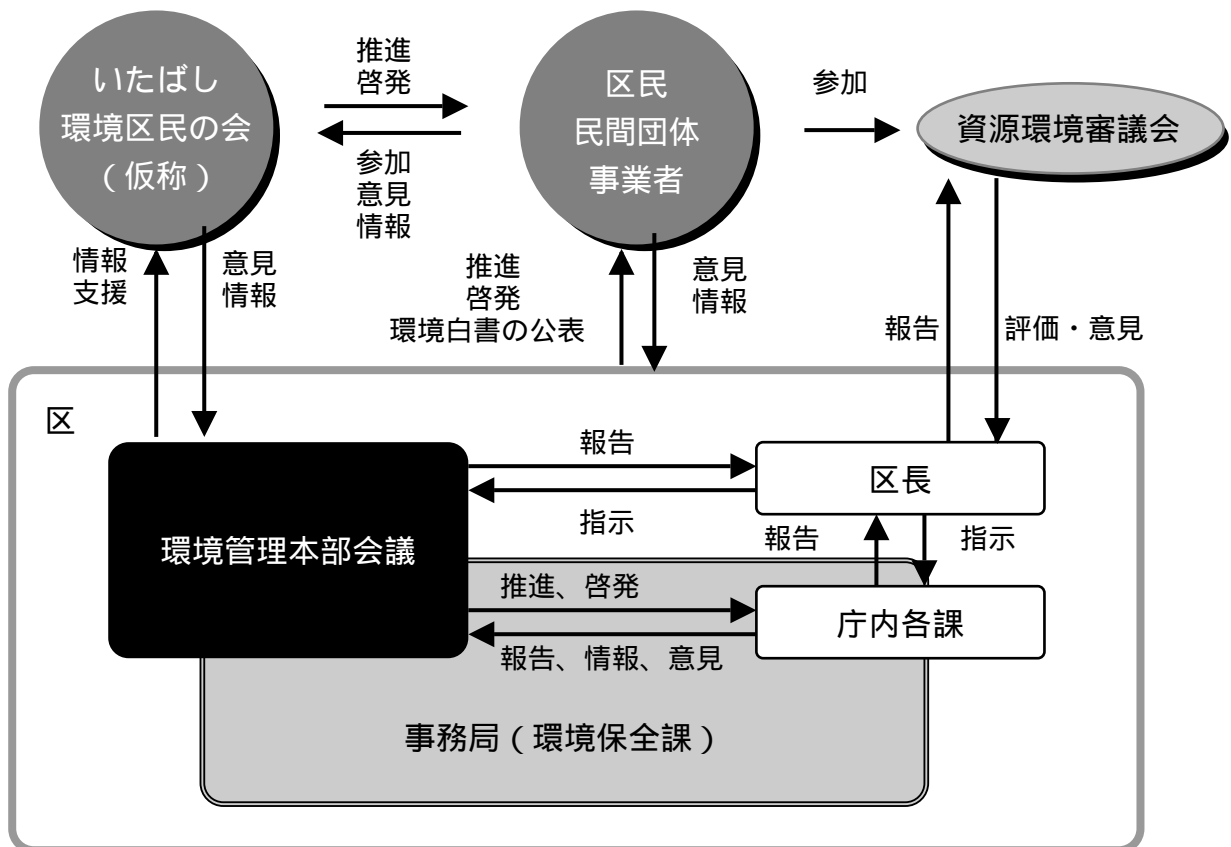 いたばし
環境区民の会
（仮称）
推進
啓発
参加
意見
情報
区民
民間団体
事業者
参加
資源環境審議会
情報
支援
意見
情報
推進
啓発
環境白書の公表
意見
情報
報告
評価・意見
区
環境管理本部会議
報告
指示
区長
報告
指示
推進、啓発
報告、情報、意見
庁内各課
事務局（環境保全課）